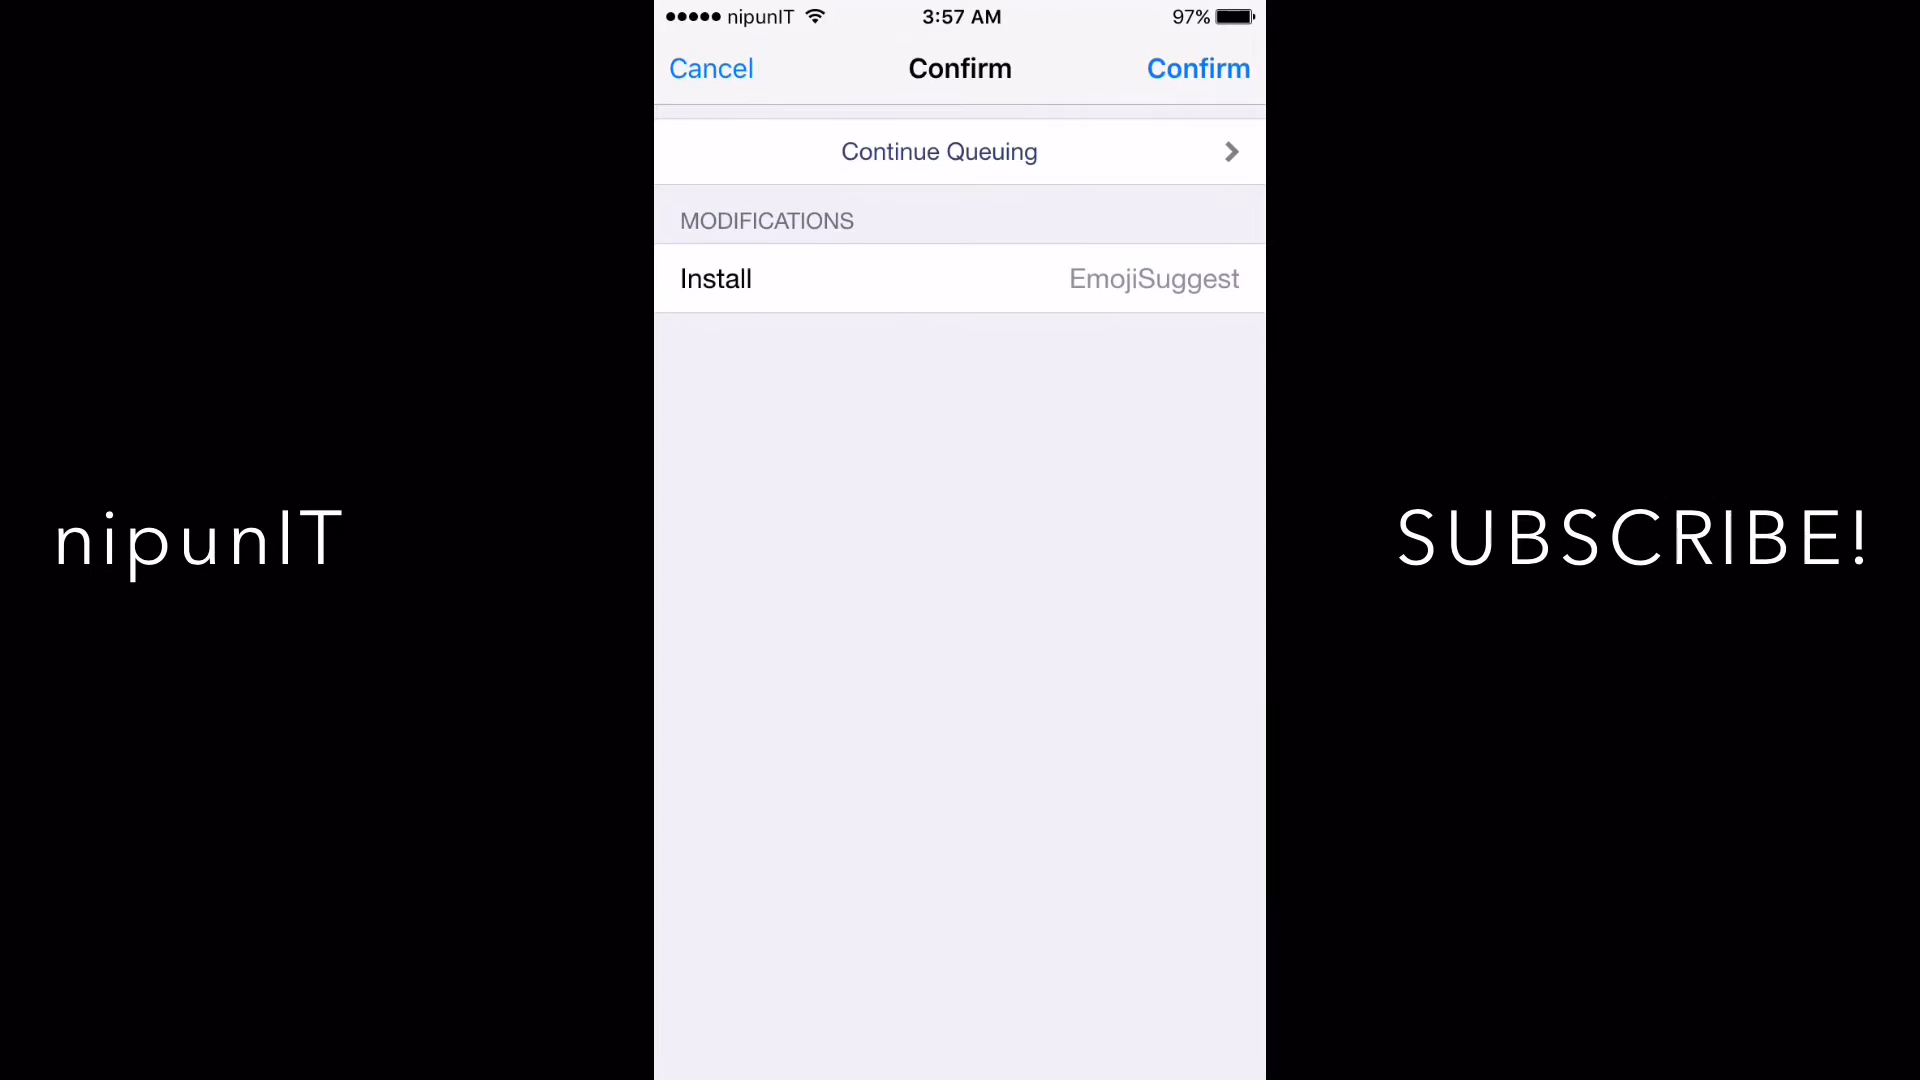 nipunIT 3:57 AM 97%
Cancel Confirm Confirm
Continue Queuing
MODIFICATIONS
Install EmojiSuggest
nipunIT
SUBSCRIBE!